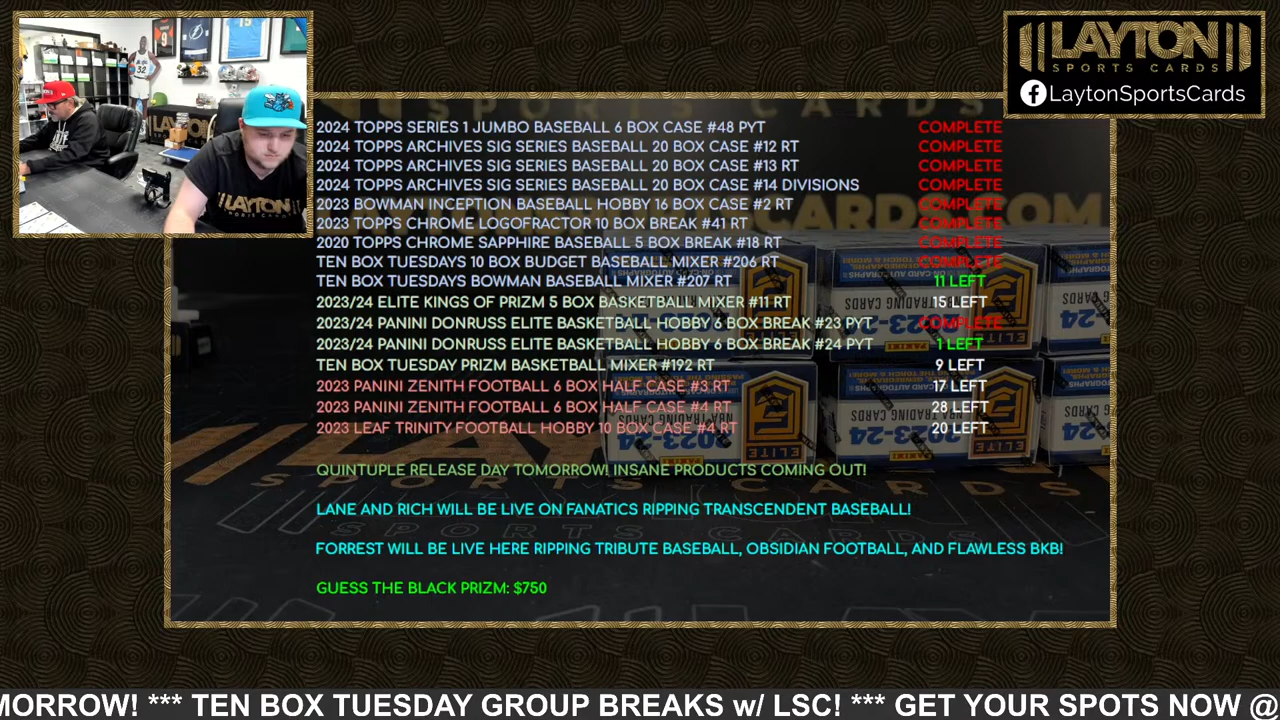 LAYTON
SPORTS CARDS
LaytonSportsCards
2024 TOPPS SERIES 1 JUMBO BASEBALL 6 BOX CASE #48 PYT COMPLETE
2024 TOPPS ARCHIVES SIG SERIES BASEBALL 20 BOX CASE #12 RT COMPLETE
2024 TOPPS ARCHIVES SIG SERIES BASEBALL 20 BOX CASE #13 RT COMPLETE
2024 TOPPS ARCHIVES SIG SERIES BASEBALL 20 BOX CASE #14 DIVISIONS COMPLETE
2023 BOWMAN INCEPTION BASEBALL HOBBY 16 BOX CASE #2 RT COMPLETE
2023 TOPPS CHROME LOGOFRACTOR 10 BOX BREAK #41 RT COMPLETE
2020 TOPPS CHROME SAPPHIRE BASEBALL 5 BOX BREAK #18 RT COMPLETE
TEN BOX TUESDAYS 10 BOX BUDGET BASEBALL MIXER #206 RT COMPLETE
TEN BOX TUESDAYS BOWMAN BASEBALL MIXER #207 RT 11 LEFT
2023/24 ELITE KINGS OF PRIZM 5 BOX BASKETBALL MIXER #11 RT 15 LEFT
2023/24 PANINI DONRUSS ELITE BASKETBALL HOBBY 6 BOX BREAK #23 PYT COMPLETE
2023/24 PANINI DONRUSS ELITE BASKETBALL HOBBY 6 BOX BREAK #24 PYT 1 LEFT
TEN BOX TUESDAY PRIZM BASKETBALL MIXER #192 RT 9 LEFT
2023 PANINI ZENITH FOOTBALL 6 BOX HALF CASE #3 RT 17 LEFT
2023 PANINI ZENITH FOOTBALL 6 BOX HALF CASE #4 RT 28 LEFT
2023 LEAF TRINITY FOOTBALL HOBBY 10 BOX CASE #4 RT 20 LEFT
QUINTUPLE RELEASE DAY TOMORROW! INSANE PRODUCTS COMING OUT!
LANE AND RICH WILL BE LIVE ON FANATICS RIPPING TRANSCENDENT BASEBALL!
FORREST WILL BE LIVE HERE RIPPING TRIBUTE BASEBALL, OBSIDIAN FOOTBALL, AND FLAWLESS BKB!
GUESS THE BLACK PRIZM: $750
MORROW! *** TEN BOX TUESDAY GROUP BREAKS w/ LSC! *** GET YOUR SPOTS NOW @